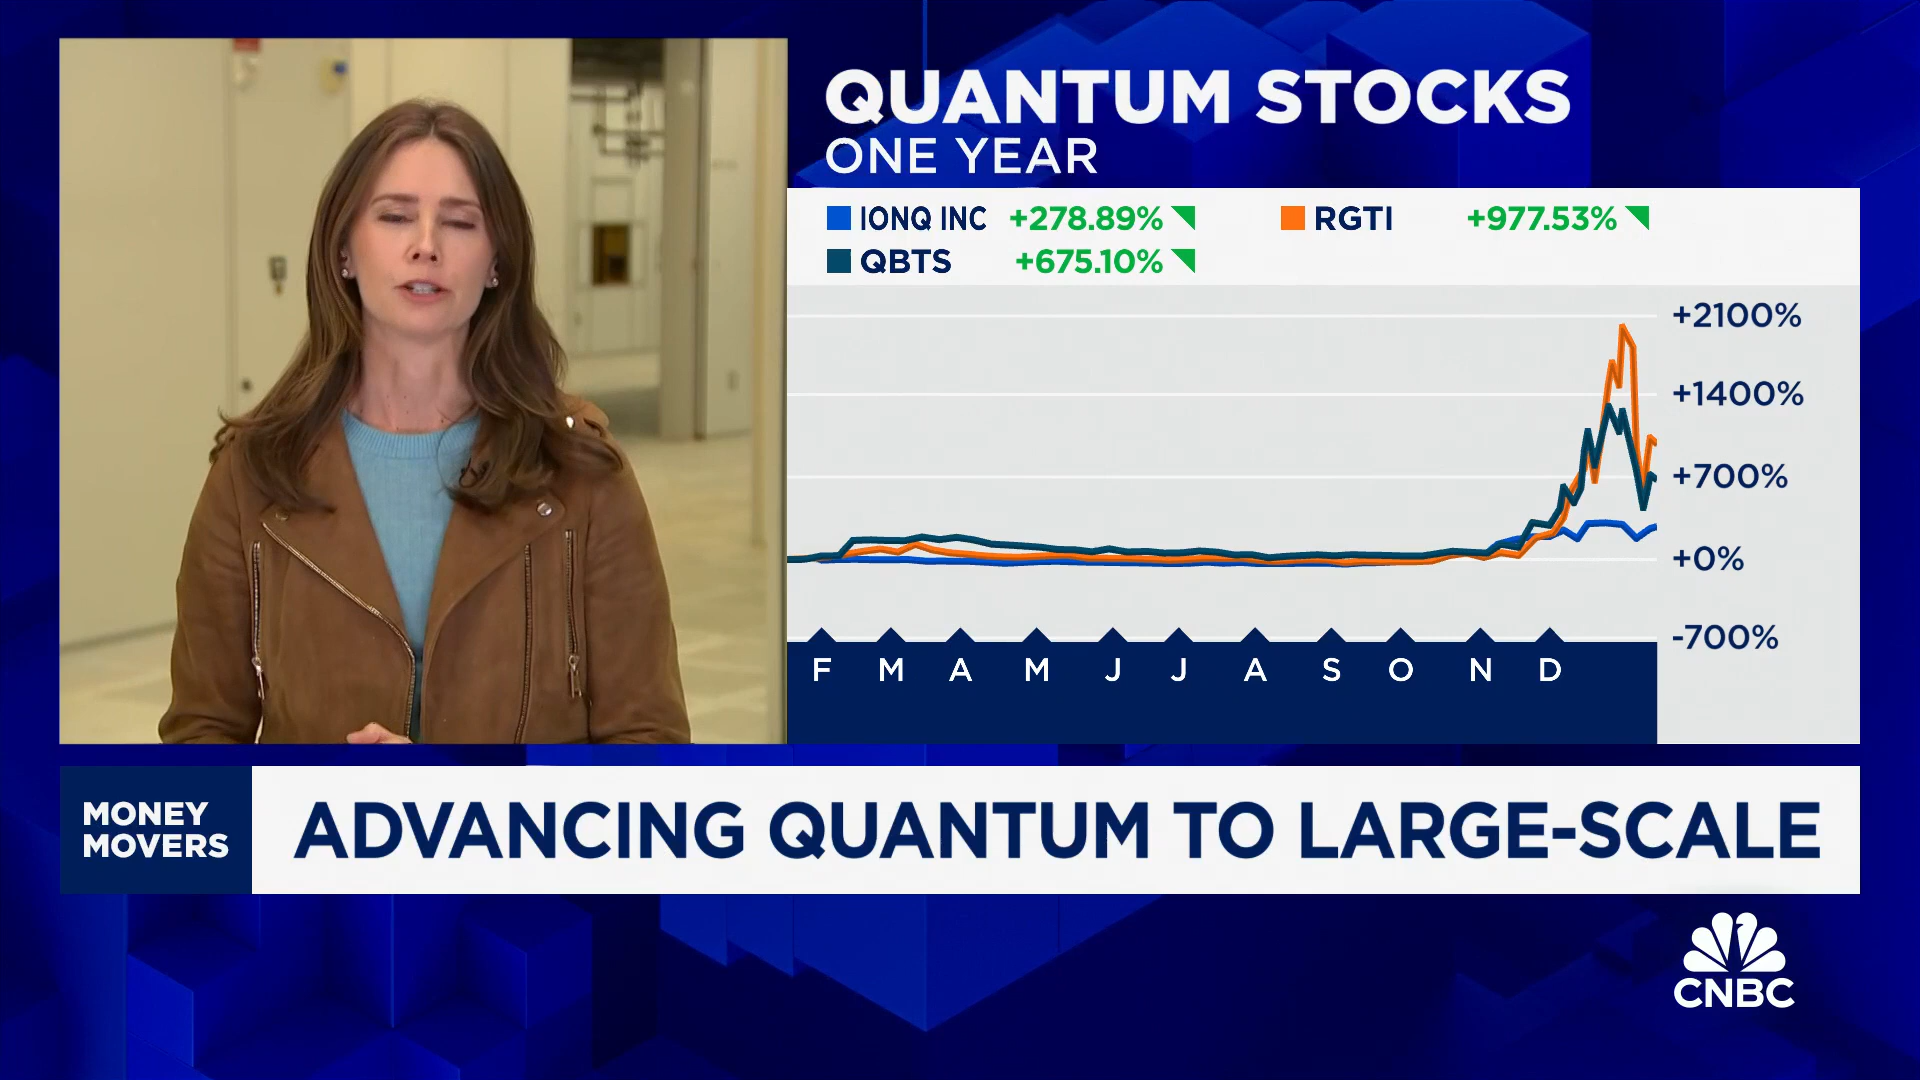 QUANTUM STOCKS
ONE YEAR
IONQ INC +278.89% RGTI +977.53%
QBTS +675.10%
+2100%
+1400%
+700%
+0%
-700%
F M A M J J A S O N D
MONEY
MOVERS
ADVANCING QUANTUM TO LARGE-SCALE
CNBC